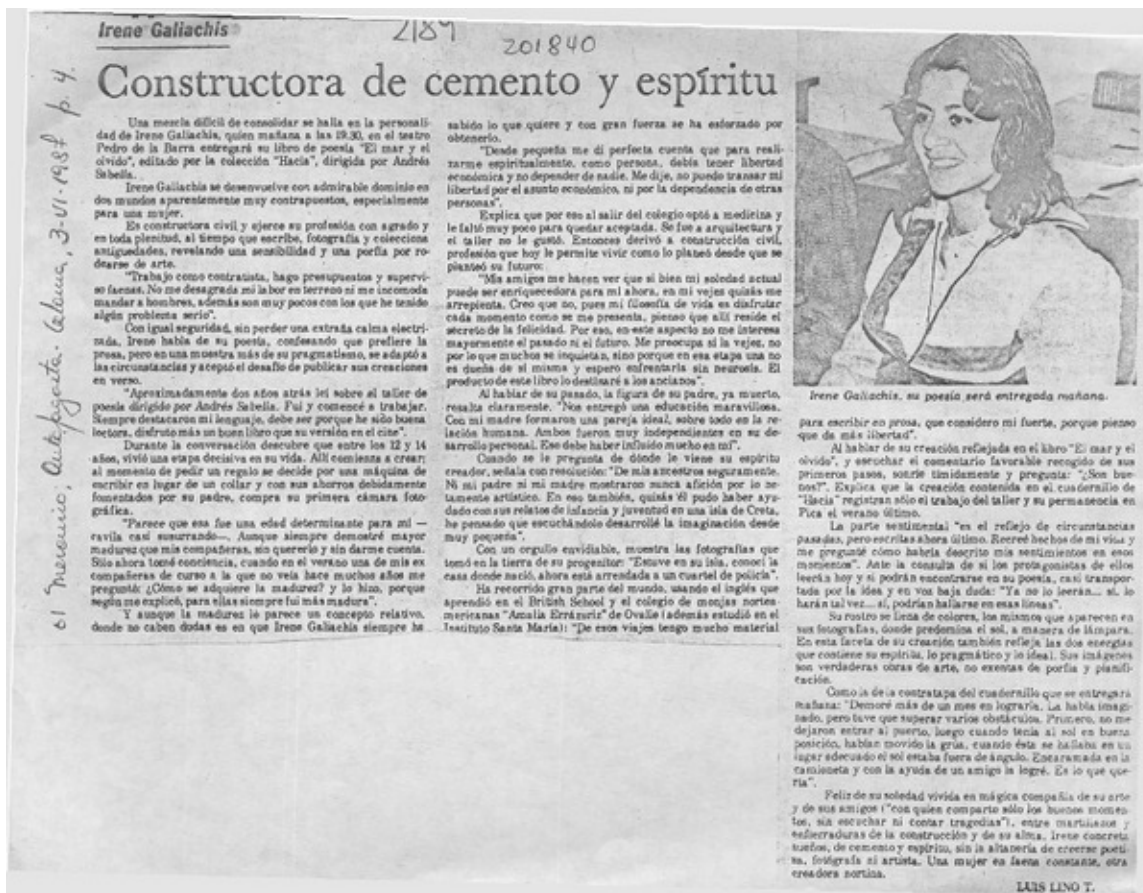 Irene Galiachis
2189
201840
Constructora de cemento y espíritu
El Mercurio, Antofagasta. Calama, 3-VI-1987 p. 4.
Una mezcla difícil de consolidar se halla en la personali-
dad de Irene Galiachis, quien mañana a las 19.30, en el teatro
Pedro de la Barra entregará su libro de poesía "El mar y el
olvido", editado por la colección "Hacia", dirigida por Andrés
Sabella.
Irene Galiachis se desenvuelve con admirable dominio en
dos mundos aparentemente muy contrapuestos, especialmente
para una mujer.
Es constructora civil y ejerce su profesión con agrado y
en toda plenitud, al tiempo que escribe, fotografía y colecciona
antiguedades, revelando una sensibilidad y una porfía por ro-
dearse de arte.
"Trabajo como contratista, hago presupuestos y supervi-
so faenas. No me desagrada mi labor en terreno ni me incomoda
mandar a hombres, además son muy pocos con los que he tenido
algún problema serio".
Con igual seguridad, sin perder una extraña calma electri-
zada, Irene habla de su poesía, confesando que prefiere la
prosa, pero en una muestra más de su pragmatismo, se adaptó a
las circunstancias y aceptó el desafío de publicar sus creaciones
en verso.
"Aproximadamente dos años atrás leí sobre el taller de
poesía dirigido por Andrés Sabella. Fui y comencé a trabajar.
Siempre destacaron mi lenguaje, debe ser porque he sido buena
lectora, disfruto más un buen libro que su versión en el cine".
Durante la conversación descubre que entre los 12 y 14
años, vivió una etapa decisiva en su vida. Allí comienza a crear;
al momento de pedir un regalo se decide por una máquina de
escribir en lugar de un collar y con sus ahorros debidamente
fomentados por su padre, compra su primera cámara foto-
gráfica.
"Parece que esa fue una edad determinante para mí —
cavila casi susurrando—. Aunque siempre demostré mayor
madurez que mis compañeras, sin quererlo y sin darme cuenta.
Sólo ahora tomé conciencia, cuando en el verano una de mis ex
compañeras de curso a la que no veía hace muchos años me
preguntó: ¿Cómo se adquiere la madurez? y lo hizo, porque
según me explicó, para ellas siempre fui más madura".
Y aunque la madurez le parece un concepto relativo,
donde no caben dudas es en que Irene Galiachis siempre ha
sabido lo que quiere y con gran fuerza se ha esforzado por
obtenerlo.
"Desde pequeña me di perfecta cuenta que para reali-
zarme espiritualmente, como persona, debía tener libertad
económica y no depender de nadie. Me dije, no puedo transar mi
libertad por el asunto económico, ni por la dependencia de otras
personas".
Explica que por eso al salir del colegio optó a medicina y
le faltó muy poco para quedar aceptada. Se fue a arquitectura y
el taller no le gustó. Entonces derivó a construcción civil,
profesión que hoy le permite vivir como lo planeó desde que se
planteó su futuro:
"Mis amigos me hacen ver que si bien mi soledad actual
puede ser enriquecedora para mí ahora, en mi vejez quizás me
arrepienta. Creo que no, pues mi filosofía de vida es disfrutar
cada momento como se me presenta, pienso que allí reside el
secreto de la felicidad. Por eso, en este aspecto no me interesa
mayormente el pasado ni el futuro. Me preocupa sí la vejez, no
por lo que muchos se inquietan, sino porque en esa etapa una no
es dueña de sí misma y espero enfrentarla sin neurosis. El
producto de este libro lo destinaré a los ancianos".
Al hablar de su pasado, la figura de su padre, ya muerto,
resalta claramente. "Nos entregó una educación maravillosa.
Con mi madre formaron una pareja ideal, sobre todo en la re-
lación humana. Ambos fueron muy independientes en su de-
sarrollo personal. Eso debe haber influido mucho en mí".
Cuando se le pregunta de dónde le viene su espíritu
creador, señala con resolución: "De mis ancestros seguramente.
Ni mi padre ni mi madre mostraron nunca afición por lo ne-
tamente artístico. En eso también, quizás él pudo haber ayu-
dado con sus relatos de infancia y juventud en una isla de Creta,
he pensado que escuchándolo desarrollé la imaginación desde
muy pequeña".
Con un orgullo envidiable, muestra las fotografías que
tomó en la tierra de su progenitor: "Estuve en su isla, conocí la
casa donde nació, ahora está arrendada a un cuartel de policía".
Ha recorrido gran parte del mundo, usando el inglés que
aprendió en el British School y el colegio de monjas nortea-
mericanas "Amalia Errázuriz" de Ovalle (además estudió en el
Instituto Santa María): "De esos viajes tengo mucho material
Irene Galiachis, su poesía será entregada mañana.
para escribir en prosa, que considero mi fuerte, porque pienso
que da más libertad".
Al hablar de su creación reflejada en el libro "El mar y el
olvido", y escuchar el comentario favorable recogido de sus
primeros pasos, sonríe tímidamente y pregunta: "¿Son bue-
nos?". Explica que la creación contenida en el cuadernillo de
"Hacia" registran sólo el trabajo del taller y su permanencia en
Pica el verano último.
La parte sentimental "es el reflejo de circunstancias
pasadas, pero escritas ahora último. Recreé hechos de mi vida y
me pregunté cómo habría descrito mis sentimientos en esos
momentos". Ante la consulta de si los protagonistas de ellos
leerán hoy y si podrán encontrarse en su poesía, casi transpor-
tada por la idea y en voz baja duda: "Ya no lo leerán... sí, lo
harán tal vez... sí, podrían hallarse en esas líneas".
Su rostro se llena de colores, los mismos que aparecen en
sus fotografías, donde predomina el sol, a manera de lámpara.
En esta faceta de su creación también refleja las dos energías
que contiene su espíritu, lo pragmático y lo ideal. Sus imágenes
son verdaderas obras de arte, no exentas de porfía y planifi-
cación.
Como la de la contratapa del cuadernillo que se entregará
mañana: "Demoré más de un mes en lograrla. La había imagi-
nado, pero tuve que superar varios obstáculos. Primero, no me
dejaron entrar al puerto, luego cuando tenía al sol en buena
posición, habían movido la grúa, cuando ésta se hallaba en un
lugar adecuado el sol estaba fuera de ángulo. Encaramada en la
camioneta y con la ayuda de un amigo la logré. Es lo que que-
ría".
Feliz de su soledad vivida en mágica compañía de su arte
y de sus amigos ("con quien comparto sólo los buenos momen-
tos, sin escuchar ni contar tragedias"), entre martillazos y
enfierraduras de la construcción y de su alma, Irene concreta
sueños, de cemento y espíritu, sin la altanería de creerse poeti-
sa, fotógrafa ni artista. Una mujer en faena constante, otra
creadora nortina.
LUIS LINO T.